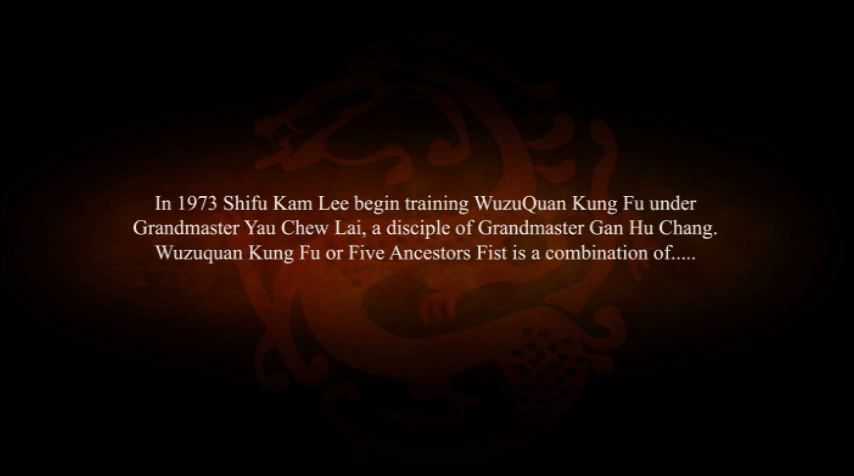 In 1973 Shifu Kam Lee begin training WuzuQuan Kung Fu under
Grandmaster Yau Chew Lai, a disciple of Grandmaster Gan Hu Chang.
Wuzuquan Kung Fu or Five Ancestors Fist is a combination of.....